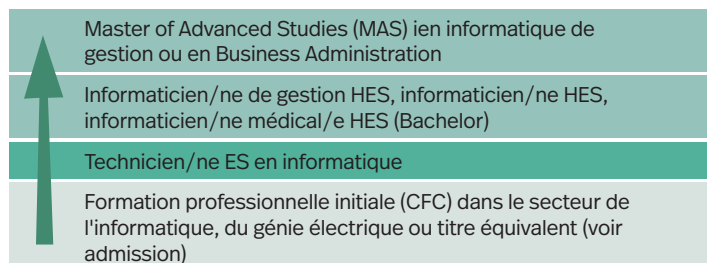 Master of Advanced Studies (MAS) ien informatique de
gestion ou en Business Administration
Informaticien/ne de gestion HES, informaticien/ne HES,
informaticien/ne médical/e HES (Bachelor)
Technicien/ne ES en informatique
Formation professionnelle initiale (CFC) dans le secteur de
l'informatique, du génie électrique ou titre équivalent (voir
admission)